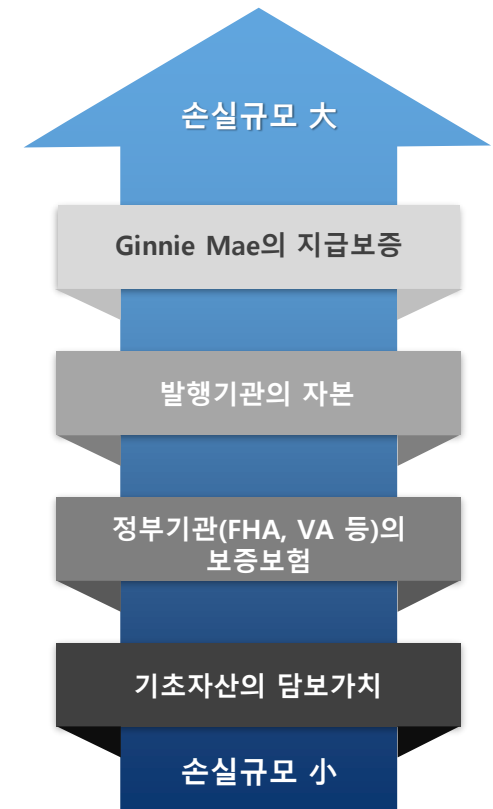 손실규모 大
Ginnie Mae의 지급보증
발행기관의 자본
정부기관(FHA, VA 등)의
보증보험
기초자산의 담보가치
손실규모 小